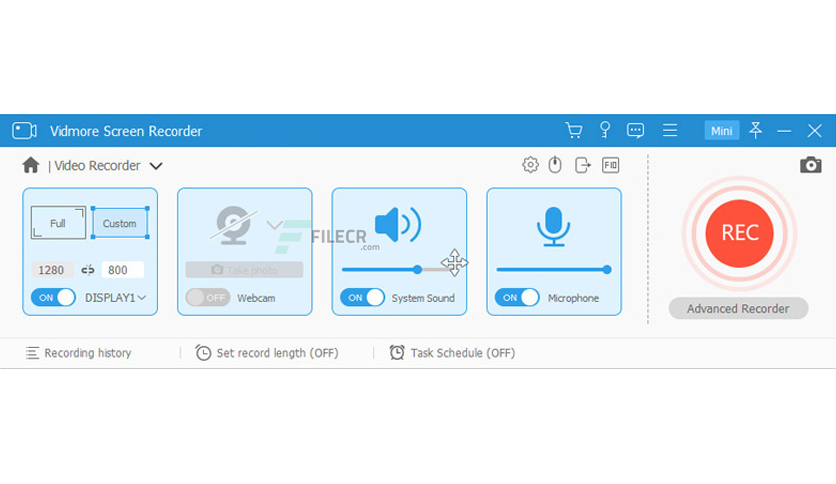 Vidmore Screen Recorder
Mini
| Video Recorder
F10
Full
Custom
1280
800
ON
DISPLAY1
Take photo
OFF
Webcam
FILECR
.com
ON
System Sound
ON
Microphone
REC
Advanced Recorder
Recording history
Set record length (OFF)
Task Schedule (OFF)